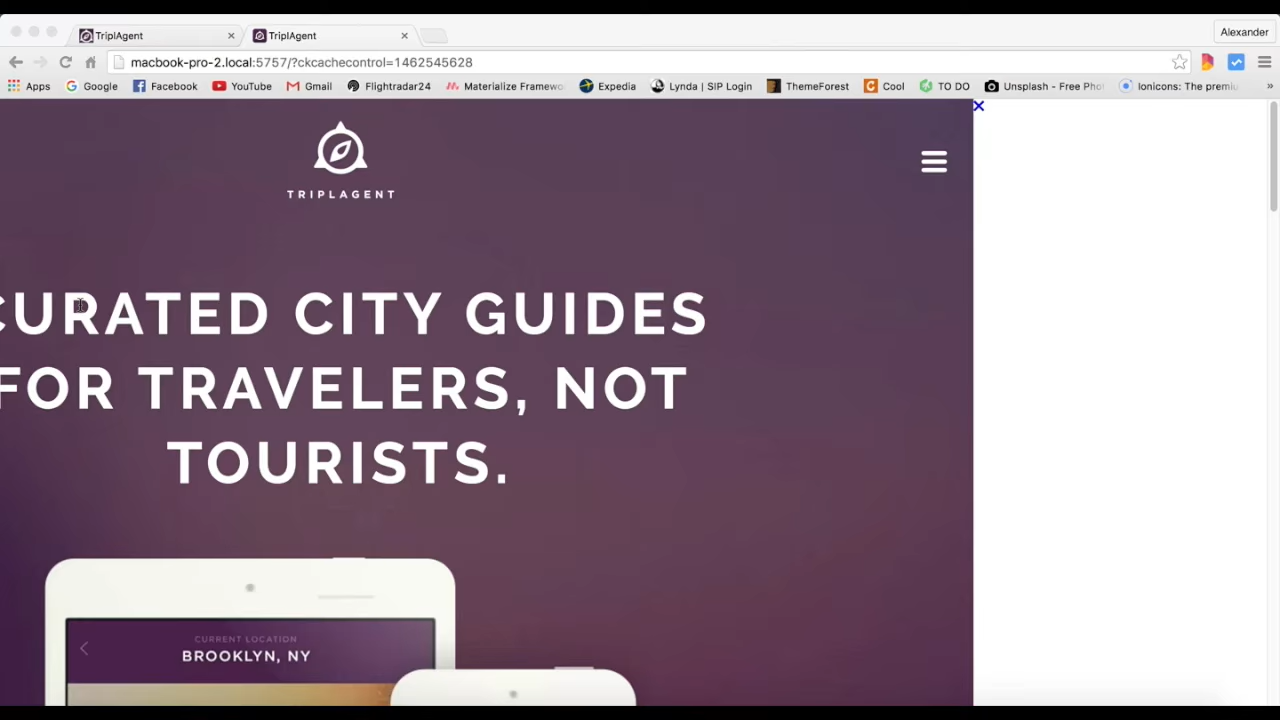 TriplAgent
TriplAgent
Alexander
macbook-pro-2.local:5757/?ckcachecontrol=1462545628
Apps Google Facebook YouTube Gmail Flightradar24 Materialize Framewo Expedia Lynda | SIP Login ThemeForest Cool TO DO Unsplash - Free Pho Ionicons: The premiu »
TRIPLAGENT
CURATED CITY GUIDES
FOR TRAVELERS, NOT
TOURISTS.
CURRENT LOCATION
BROOKLYN, NY